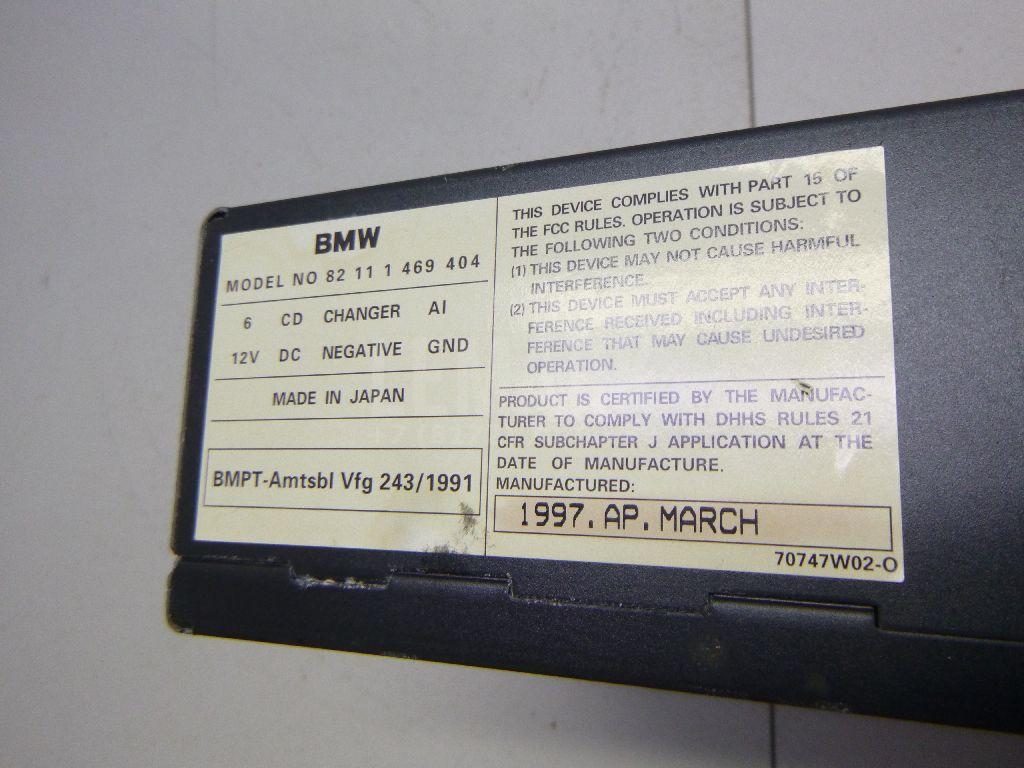 BMW
MODEL NO 82 11 1 469 404
6 CD CHANGER AI
12V DC NEGATIVE GND
MADE IN JAPAN
BMPT-Amtsbl Vfg 243/1991
THIS DEVICE COMPLIES WITH PART 15 OF
THE FCC RULES. OPERATION IS SUBJECT TO
THE FOLLOWING TWO CONDITIONS:
(1) THIS DEVICE MAY NOT CAUSE HARMFUL
INTERFERENCE.
(2) THIS DEVICE MUST ACCEPT ANY INTER-
FERENCE RECEIVED INCLUDING INTER-
FERENCE THAT MAY CAUSE UNDESIRED
OPERATION.
PRODUCT IS CERTIFIED BY THE MANUFAC-
TURER TO COMPLY WITH DHHS RULES 21
CFR SUBCHAPTER J APPLICATION AT THE
DATE OF MANUFACTURE.
MANUFACTURED:
1997. AP. MARCH
70747W02-O